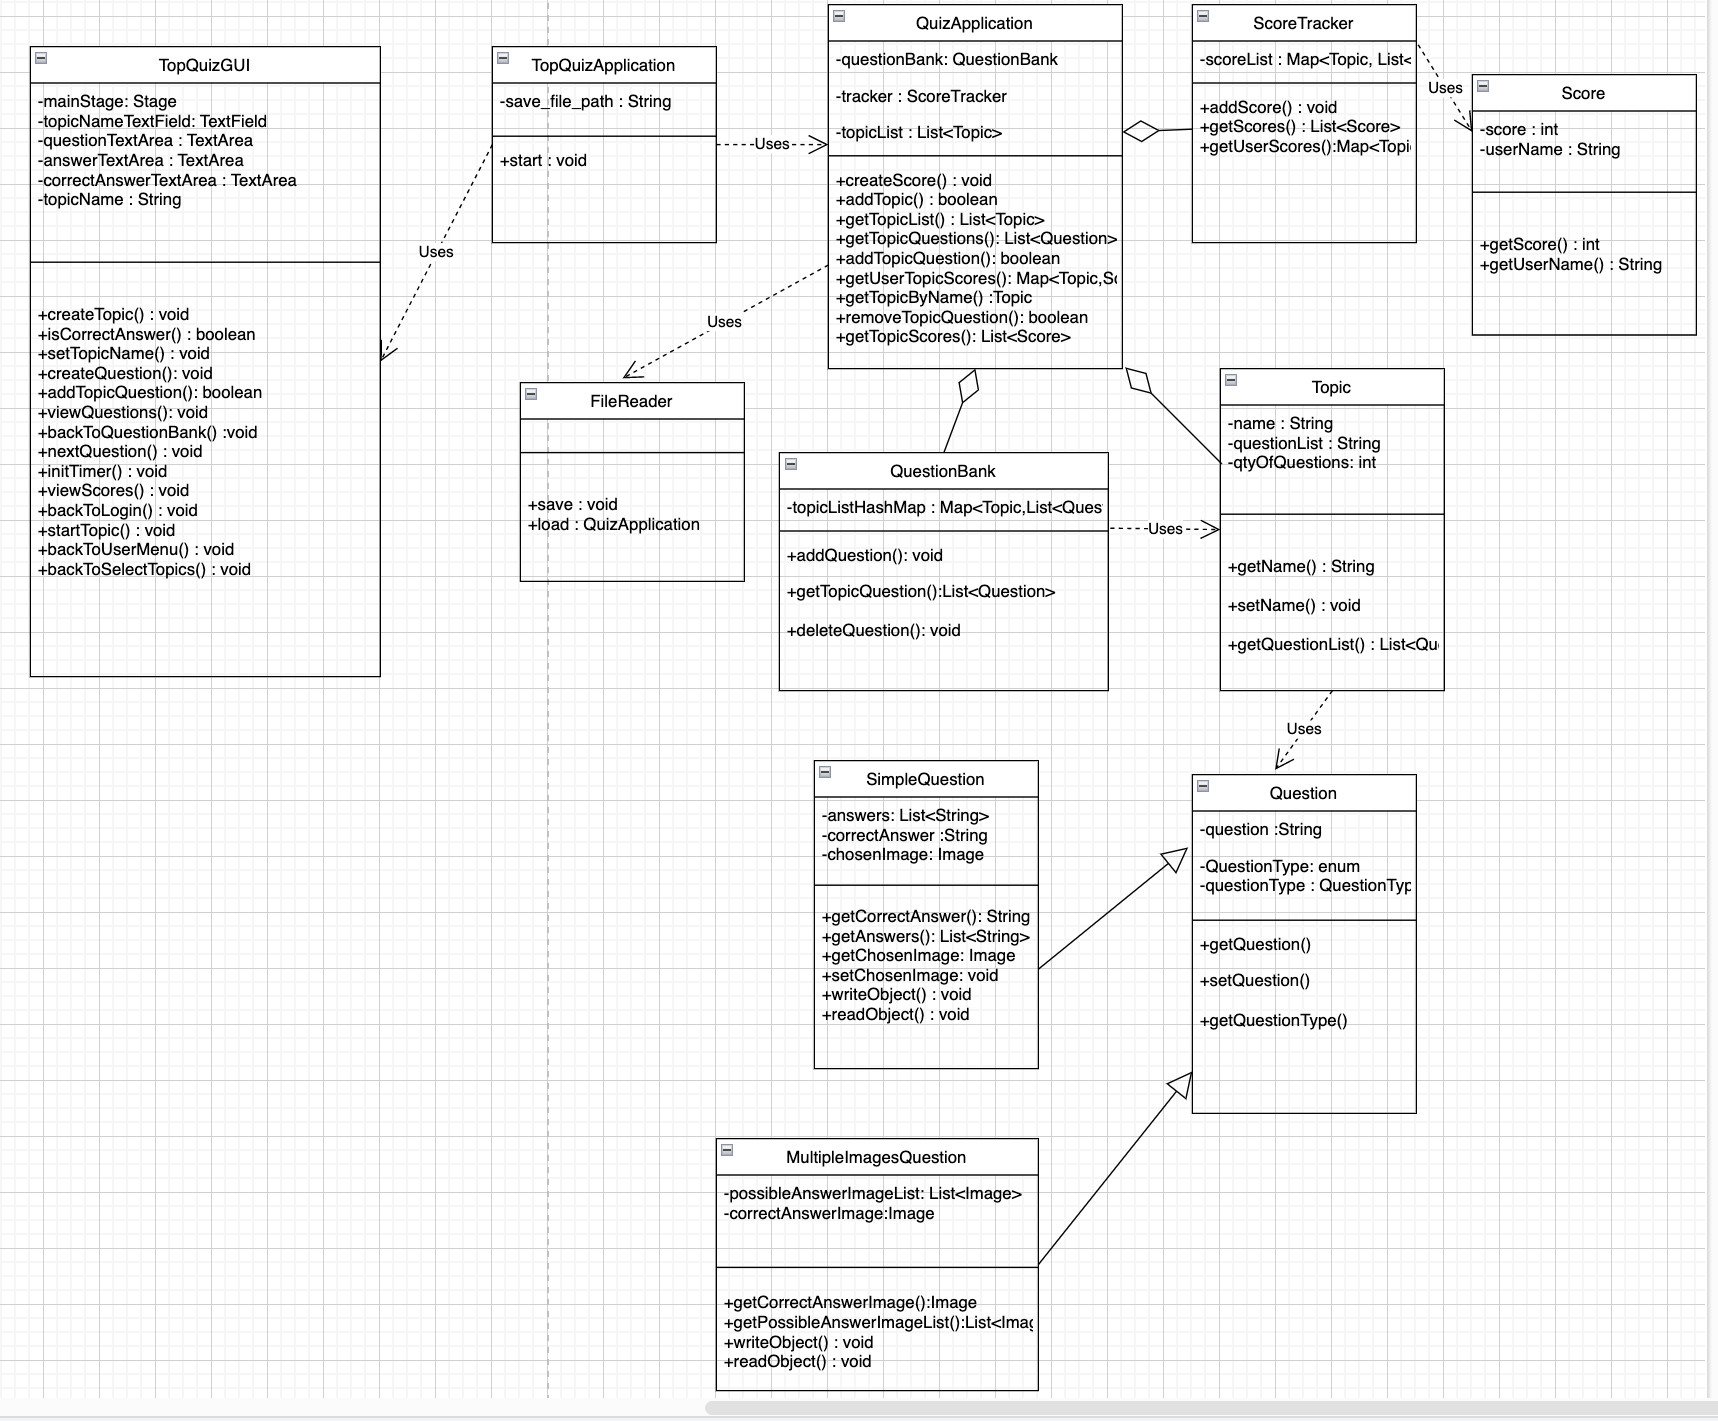 TopQuizGUI
-mainStage: Stage
-topicNameTextField: TextField
-questionTextArea : TextArea
-answerTextArea : TextArea
-correctAnswerTextArea : TextArea
-topicName : String
+createTopic() : void
+isCorrectAnswer() : boolean
+setTopicName() : void
+createQuestion(): void
+addTopicQuestion(): boolean
+viewQuestions(): void
+backToQuestionBank() :void
+nextQuestion() : void
+initTimer() : void
+viewScores() : void
+backToLogin() : void
+startTopic() : void
+backToUserMenu() : void
+backToSelectTopics() : void
Uses
TopQuizApplication
-save_file_path : String
+start : void
Uses
QuizApplication
-questionBank: QuestionBank
-tracker : ScoreTracker
-topicList : List<Topic>
+createScore() : void
+addTopic() : boolean
+getTopicList() : List<Topic>
+getTopicQuestions(): List<Question>
+addTopicQuestion(): boolean
+getUserTopicScores(): Map<Topic,Sc
+getTopicByName() :Topic
+removeTopicQuestion(): boolean
+getTopicScores(): List<Score>
ScoreTracker
-scoreList : Map<Topic, List<
+addScore() : void
+getScores() : List<Score>
+getUserScores():Map<Topi
Uses
Score
-score : int
-userName : String
+getScore() : int
+getUserName() : String
Uses
FileReader
+save : void
+load : QuizApplication
QuestionBank
-topicListHashMap : Map<Topic,List<Ques
+addQuestion(): void
+getTopicQuestion():List<Question>
+deleteQuestion(): void
Uses
Topic
-name : String
-questionList : String
-qtyOfQuestions: int
+getName() : String
+setName() : void
+getQuestionList() : List<Qu
Uses
SimpleQuestion
-answers: List<String>
-correctAnswer :String
-chosenImage: Image
+getCorrectAnswer(): String
+getAnswers(): List<String>
+getChosenImage: Image
+setChosenImage: void
+writeObject() : void
+readObject() : void
Question
-question :String
-QuestionType: enum
-questionType : QuestionTyp
+getQuestion()
+setQuestion()
+getQuestionType()
MultipleImagesQuestion
-possibleAnswerImageList: List<Image>
-correctAnswerImage:Image
+getCorrectAnswerImage():Image
+getPossibleAnswerImageList():List<Imag
+writeObject() : void
+readObject() : void